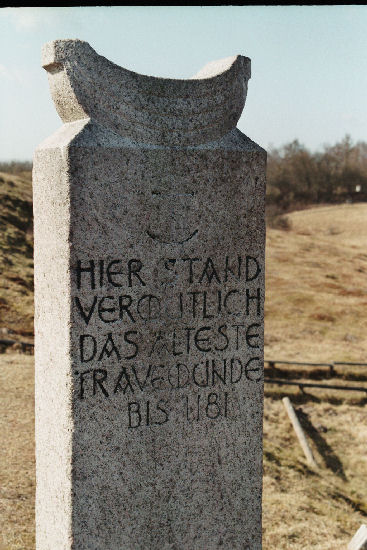 HIER STAND
VERMUTLICH
DAS ÄLTESTE
TRAVEMÜNDE
BIS 1181